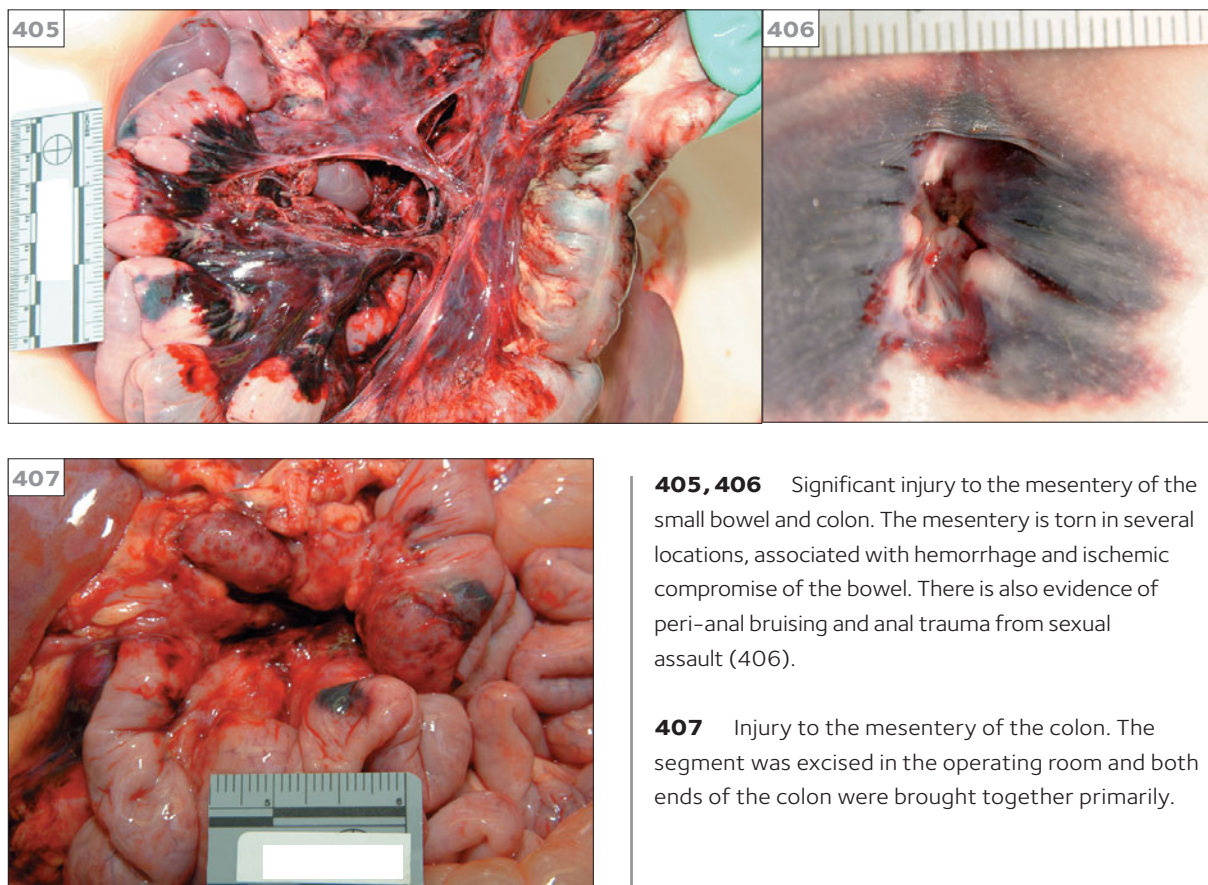 405
406
407
405, 406 Significant injury to the mesentery of the
small bowel and colon. The mesentery is torn in several
locations, associated with hemorrhage and ischemic
compromise of the bowel. There is also evidence of
peri-anal bruising and anal trauma from sexual
assault (406).
407 Injury to the mesentery of the colon. The
segment was excised in the operating room and both
ends of the colon were brought together primarily.
5
6